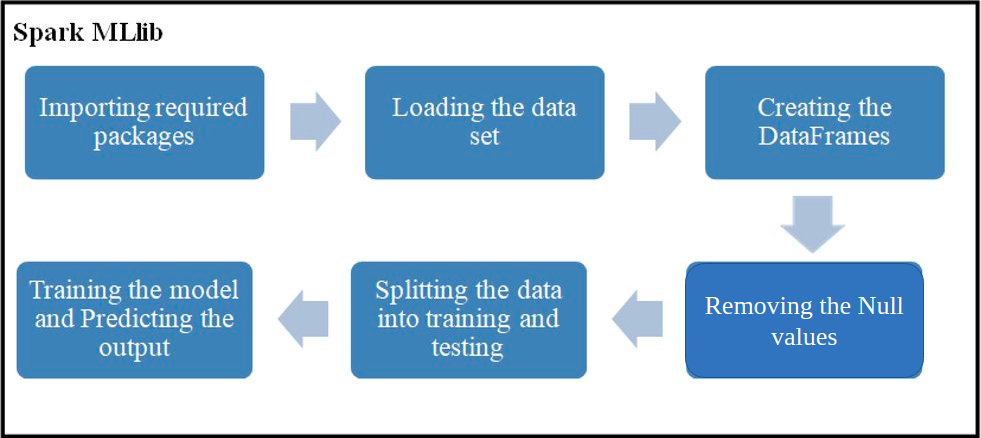 Spark MLlib
Importing required
packages
Loading the data
set
Creating the
DataFrames
Removing the Null
values
Splitting the data
into training and
testing
Training the model
and Predicting the
output